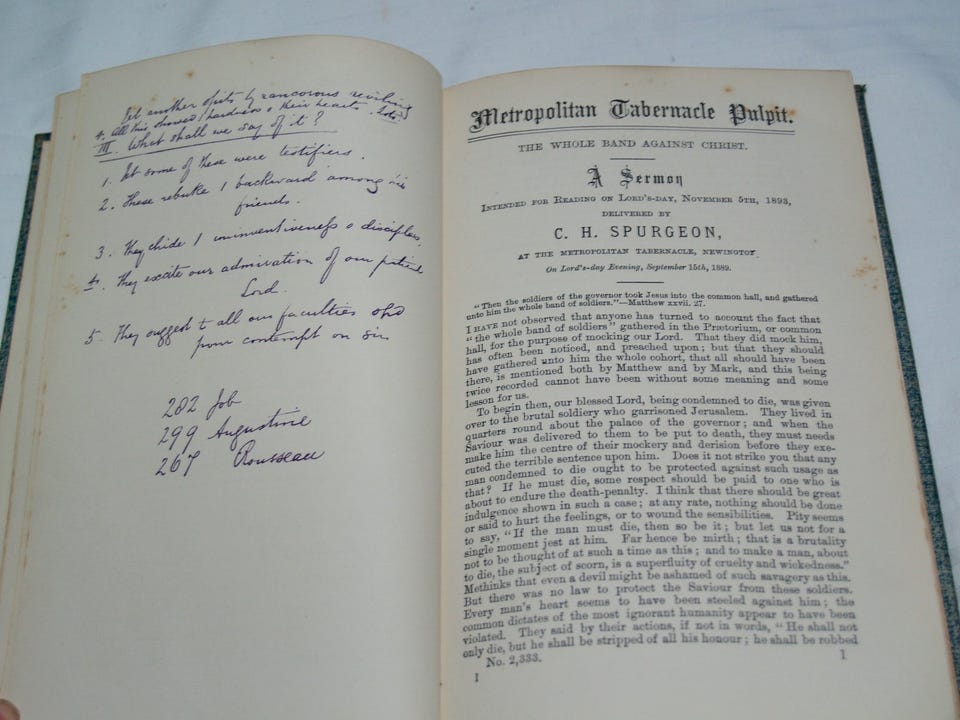 Yet another spits by rancorous reviling
4. All this showed / hardness o their hearts.
III. What shall we say of it?
1. Yet some of these were testifiers.
2. These rebuke / backward among his
friends.
3. They chide / uninventiveness o disciples,
4. They excite our admiration of our patient
Lord.
5. They suggest t all our faculties shd
pour contempt on sin
282 Job
299 Augustine
267 Rousseau
Metropolitan Tabernacle Pulpit.
THE WHOLE BAND AGAINST CHRIST.
A Sermon
INTENDED FOR READING ON LORD'S-DAY, NOVEMBER 5TH, 1893,
DELIVERED BY
C. H. SPURGEON,
AT THE METROPOLITAN TABERNACLE, NEWINGTON.
On Lord's-day Evening, September 15th, 1889.
"Then the soldiers of the governor took Jesus into the common hall, and gathered
unto him the whole band of soldiers."—Matthew xxvii. 27.
I HAVE not observed that anyone has turned to account the fact that
"the whole band of soldiers" gathered in the Prætorium, or common
hall, for the purpose of mocking our Lord. That they did mock him,
has often been noticed, and preached upon; but that they should
have gathered unto him the whole cohort, that all should have been
there, is mentioned both by Matthew and by Mark, and this being
twice recorded cannot have been without some meaning and some
lesson for us.
To begin then, our blessed Lord, being condemned to die, was given
over to the brutal soldiery who garrisoned Jerusalem. They lived in
quarters round about the palace of the governor; and when the
Saviour was delivered to them to be put to death, they must needs
make him the centre of their mockery and derision before they exe-
cuted the terrible sentence upon him. Does it not strike you that any
man condemned to die ought to be protected against such usage as
that? If he must die, some respect should be paid to one who is
about to endure the death-penalty. I think that there should be great
indulgence shown in such a case; at any rate, nothing should be done
or said to hurt the feelings, or to wound the sensibilities. Pity seems
to say, "If the man must die, then so be it; but let us not for a
single moment jest at him. Far hence be mirth; that is a brutality
not to be thought of at such a time as this; and to make a man, about
to die, the subject of scorn, is a superfluity of cruelty and wickedness."
Methinks that even a devil might be ashamed of such savagery as this.
But there was no law to protect the Saviour from these soldiers.
Every man's heart seems to have been steeled against him; the
common dictates of the most ignorant humanity appear to have been
violated. They said by their actions, if not in words, "He shall not
only die, but he shall be stripped of all his honour; he shall be robbed
No. 2,333.
1
I